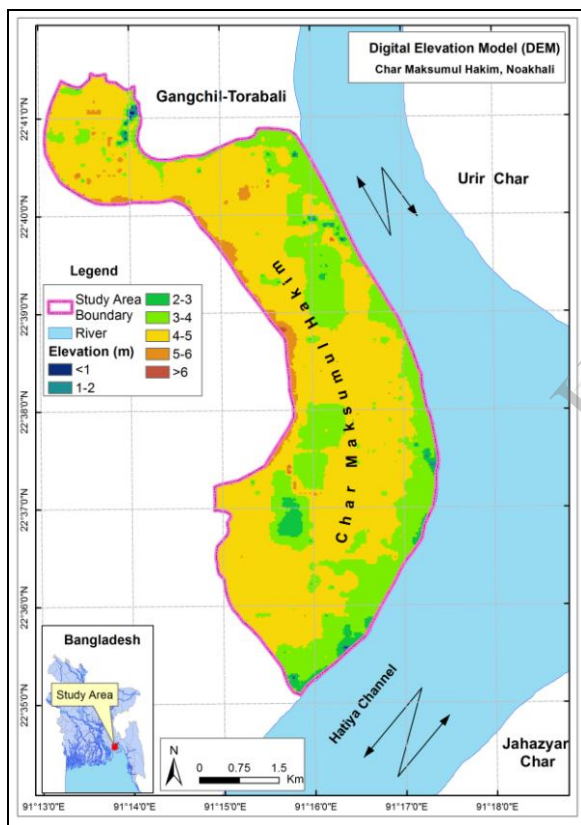 Digital Elevation Model (DEM)
Char Maksumul Hakim, Noakhali
Gangchil-Torabali
Urir Char
22°41'0"N
22°40'0"N
22°39'0"N
22°38'0"N
22°37'0"N
22°36'0"N
22°35'0"N
Legend
Study Area
Boundary
River
Elevation (m)
<1
1-2
2-3
3-4
4-5
5-6
>6
Char Maksumul Hakim
Bangladesh
Study Area
N
0 0.75 1.5
Km
Hatiya Channel
Jahazyar
Char
91°13'0"E 91°14'0"E 91°15'0"E 91°16'0"E 91°17'0"E 91°18'0"E